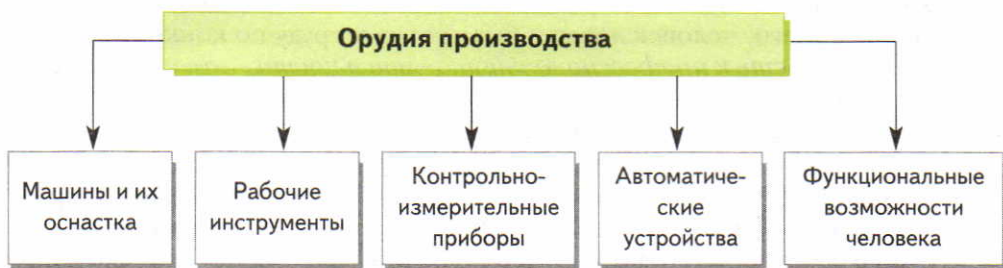 Орудия производства
Машины и их
оснастка
Рабочие
инструменты
Контрольно-
измерительные
приборы
Автоматиче-
ские
устройства
Функциональные
возможности
человека